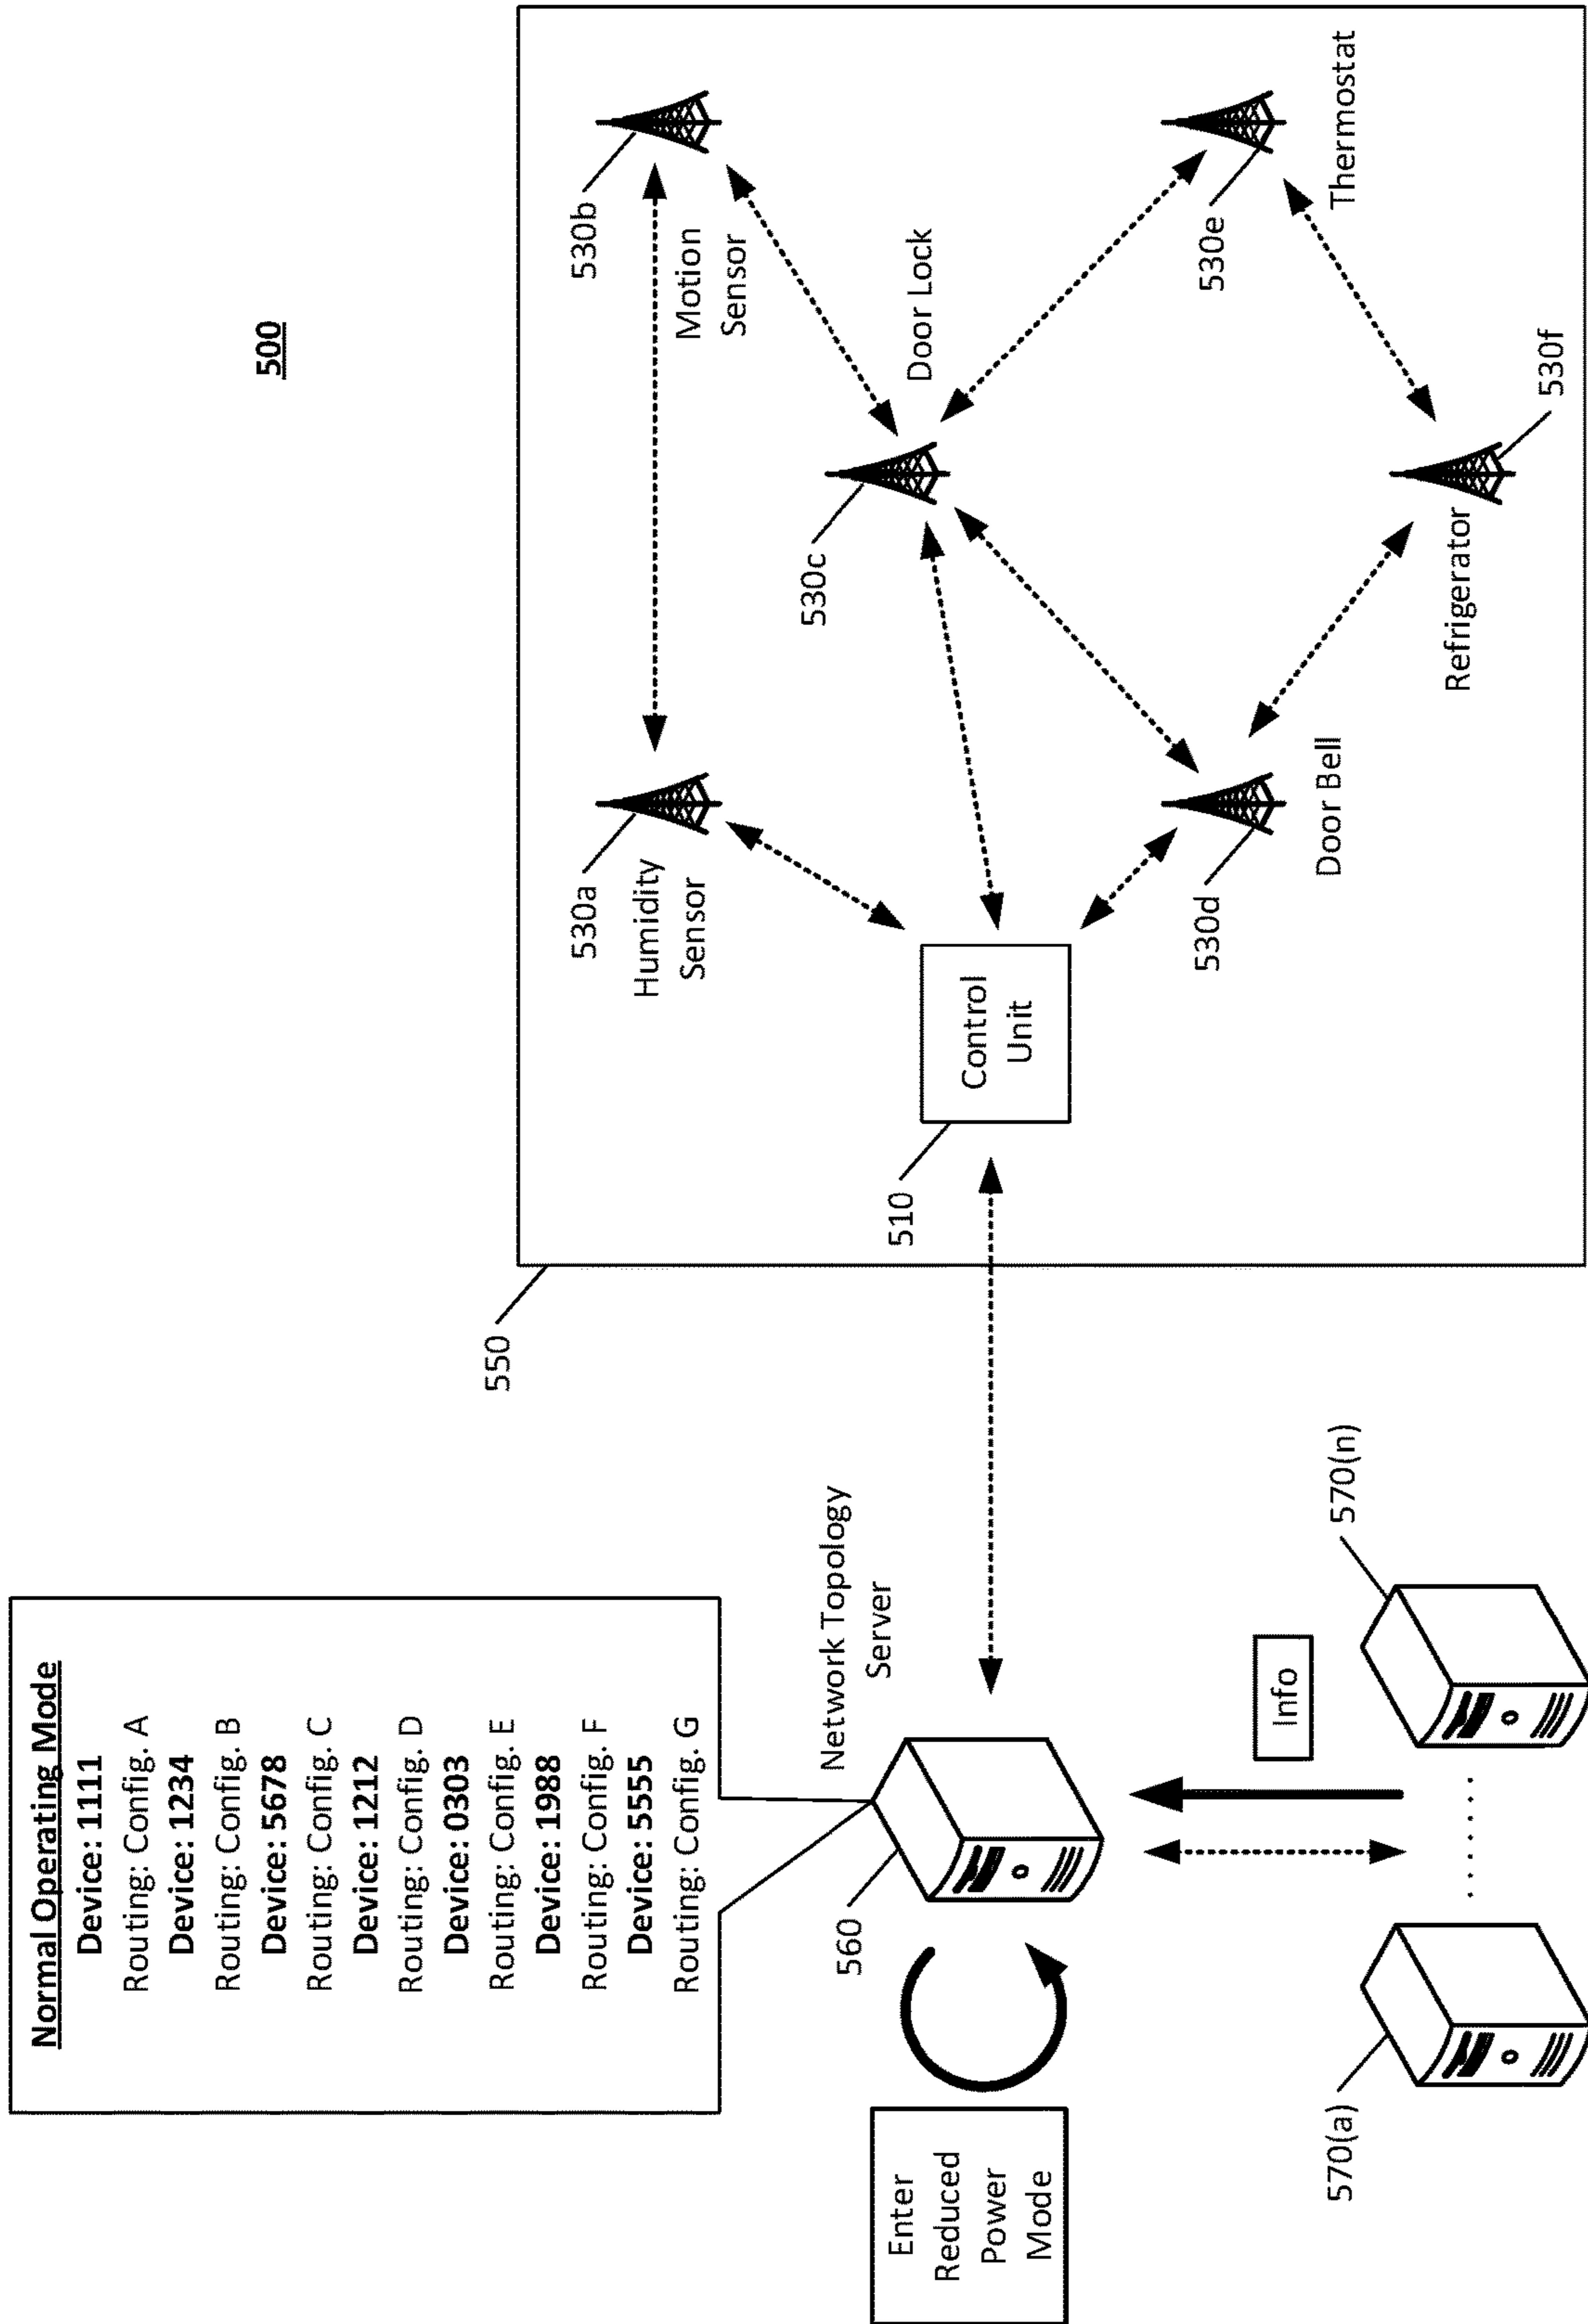 500
Normal Operating Mode
Device: 1111
Routing: Config. A
Device: 1234
Routing: Config. B
Device: 5678
Routing: Config. C
Device: 1212
Routing: Config. D
Device: 0303
Routing: Config. E
Device: 1988
Routing: Config. F
Device: 5555
Routing: Config. G
Enter
Reduced
Power
Mode
560
Network Topology
Server
Info
570(a)
......
570(n)
550
510
Control
Unit
530a
Humidity
Sensor
530b
Motion
Sensor
530c
Door Lock
530d
Door Bell
530e
Thermostat
Refrigerator
530f